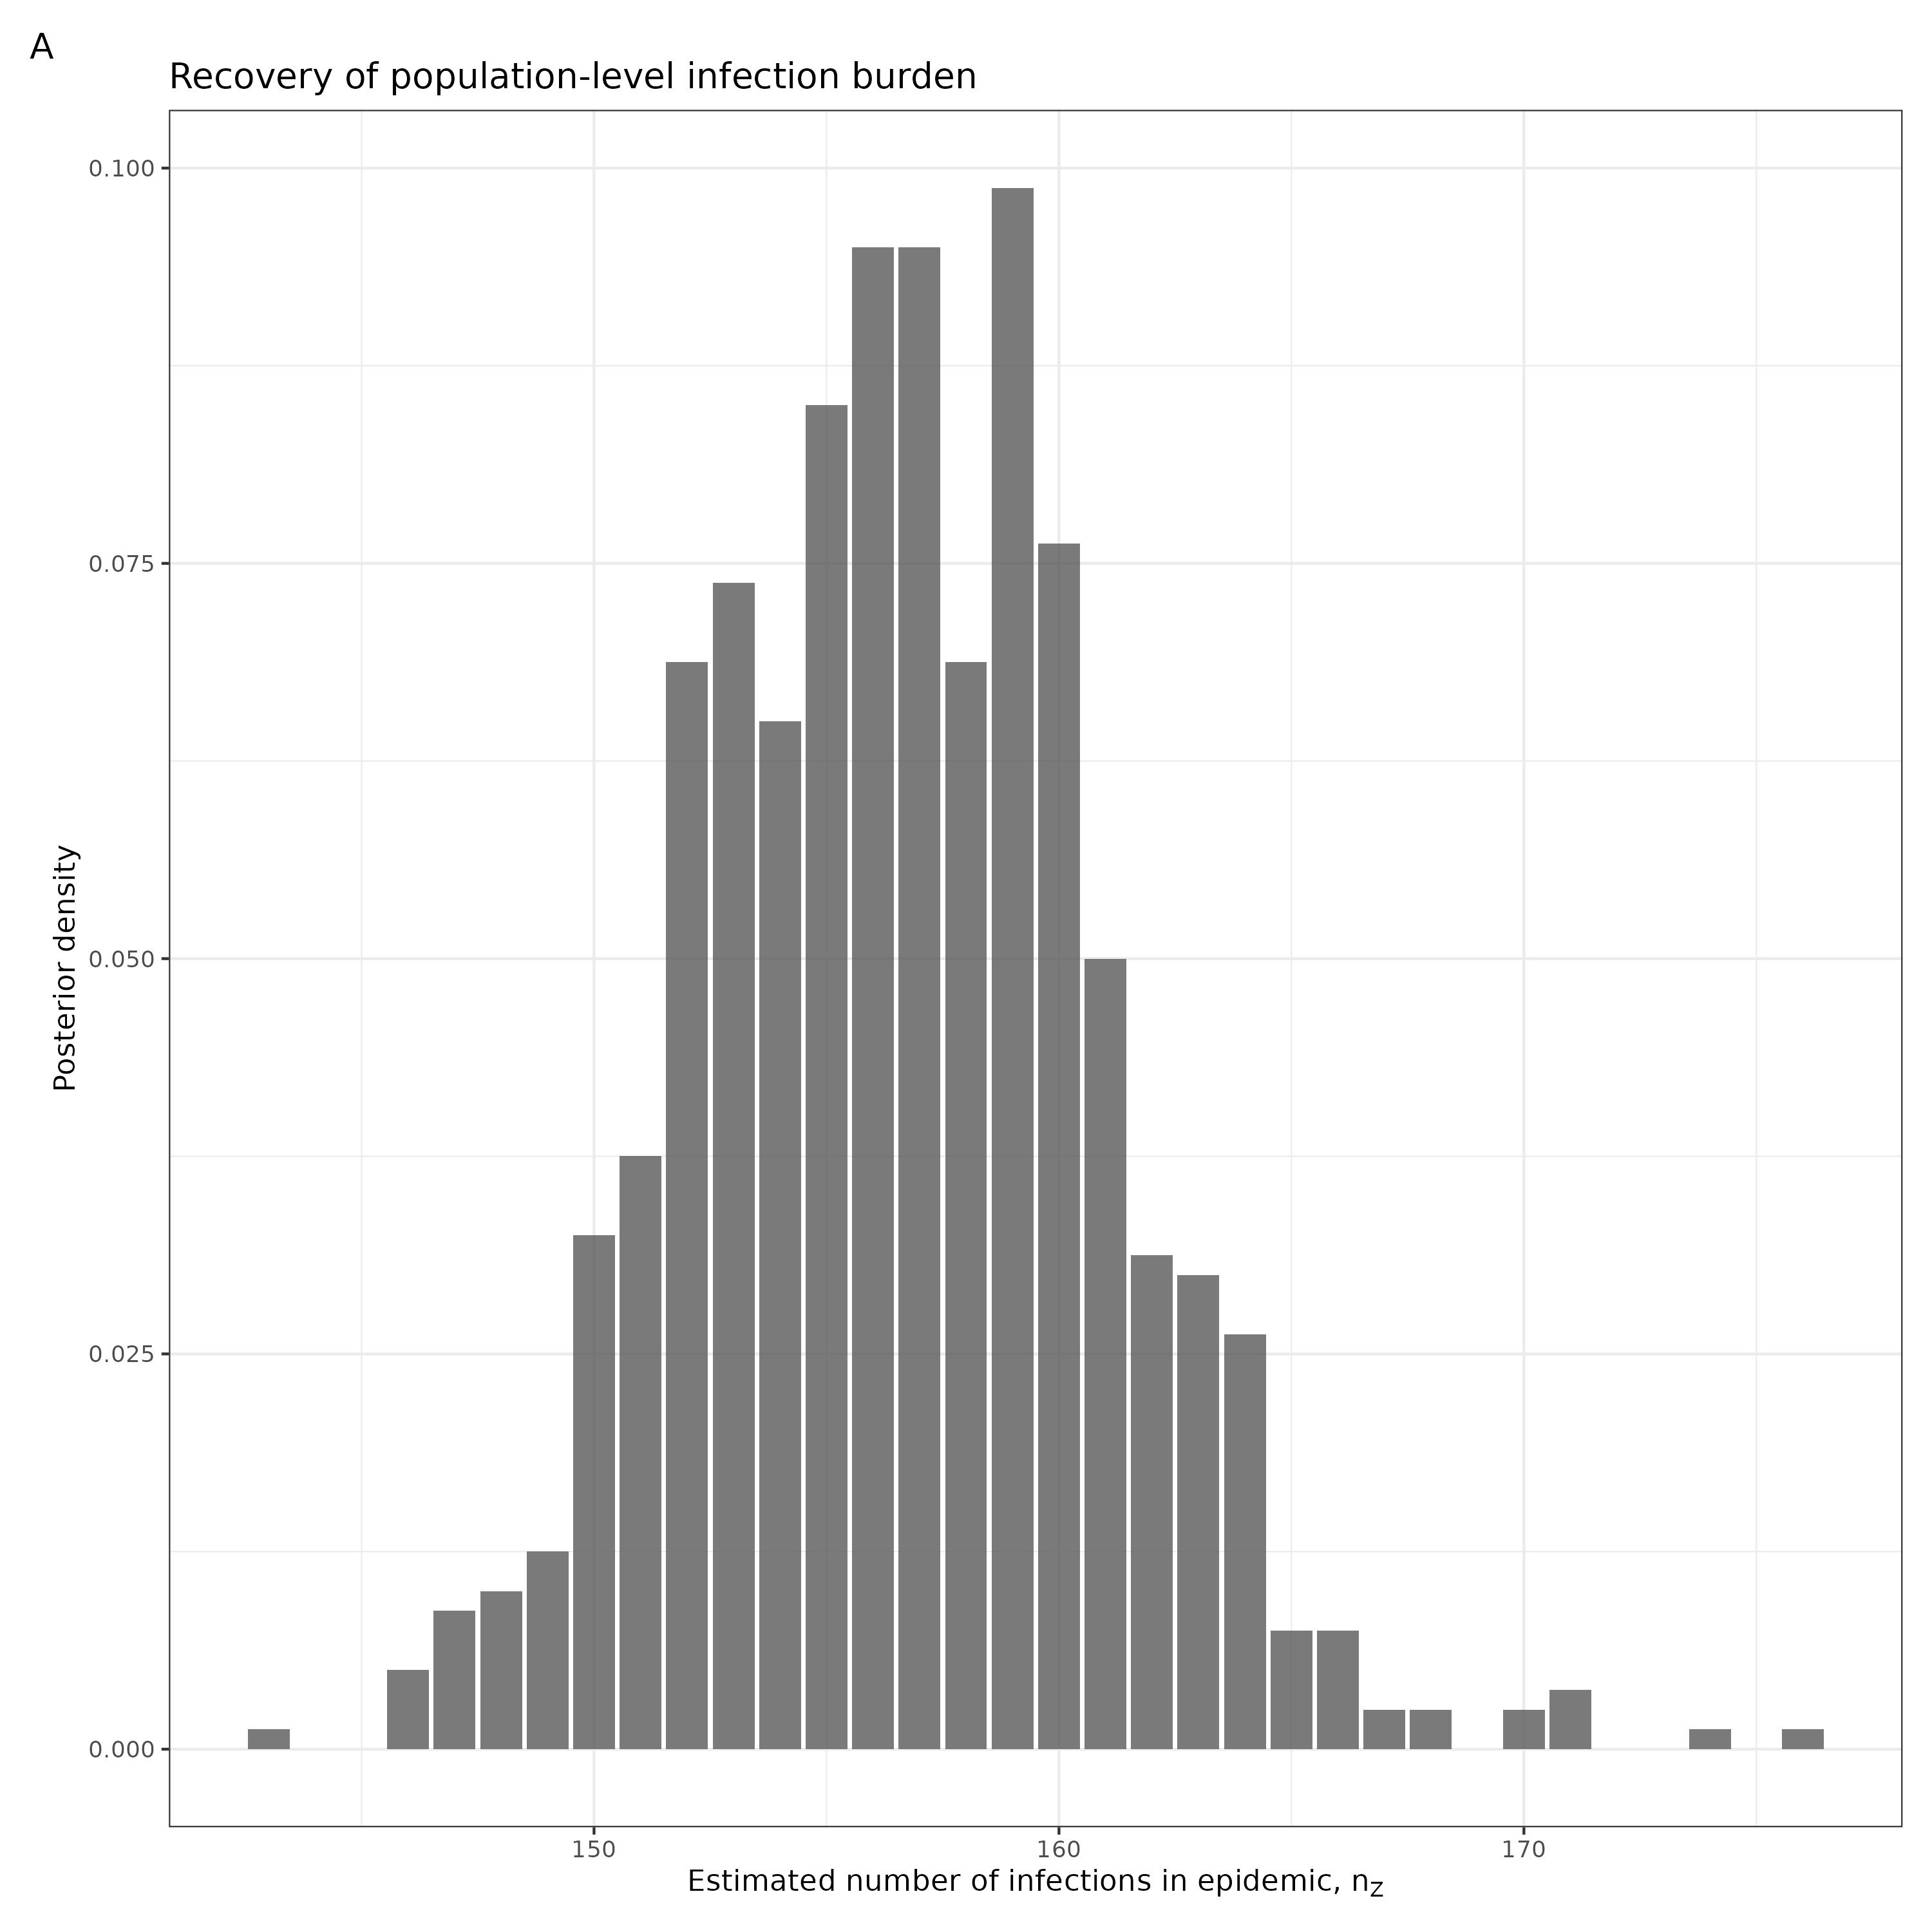 A
Recovery of population-level infection burden
0.100
0.075
0.050
0.025
0.000
Posterior density
150 160 170
Estimated number of infections in epidemic, n_Z